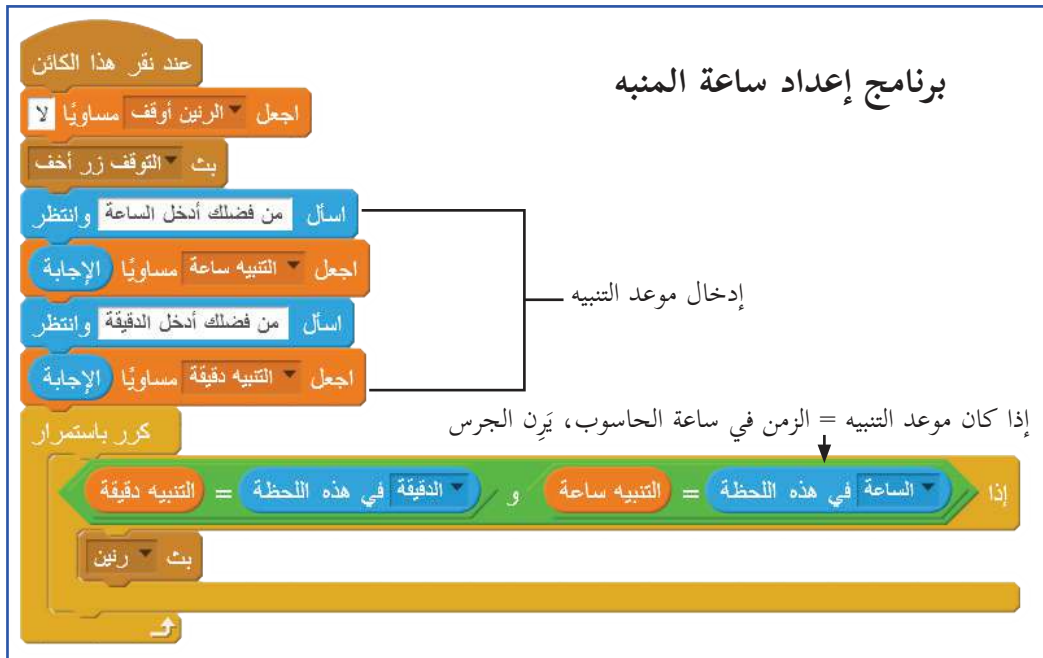 برنامج إعداد ساعة المنبه
عند نقر هذا الكائن
اجعل الرنين أوقف مساويًا لا
بث التوقف زر أخف
اسأل من فضلك أدخل الساعة وانتظر
اجعل التنبيه ساعة مساويًا الإجابة
إدخال موعد التنبيه
اسأل من فضلك أدخل الدقيقة وانتظر
اجعل التنبيه دقيقة مساويًا الإجابة
إذا كان موعد التنبيه = الزمن في ساعة الحاسوب، يَرِن الجرس
كرر باستمرار
إذا الساعة في هذه اللحظة = التنبيه ساعة و الدقيقة في هذه اللحظة = التنبيه دقيقة
بث رنين